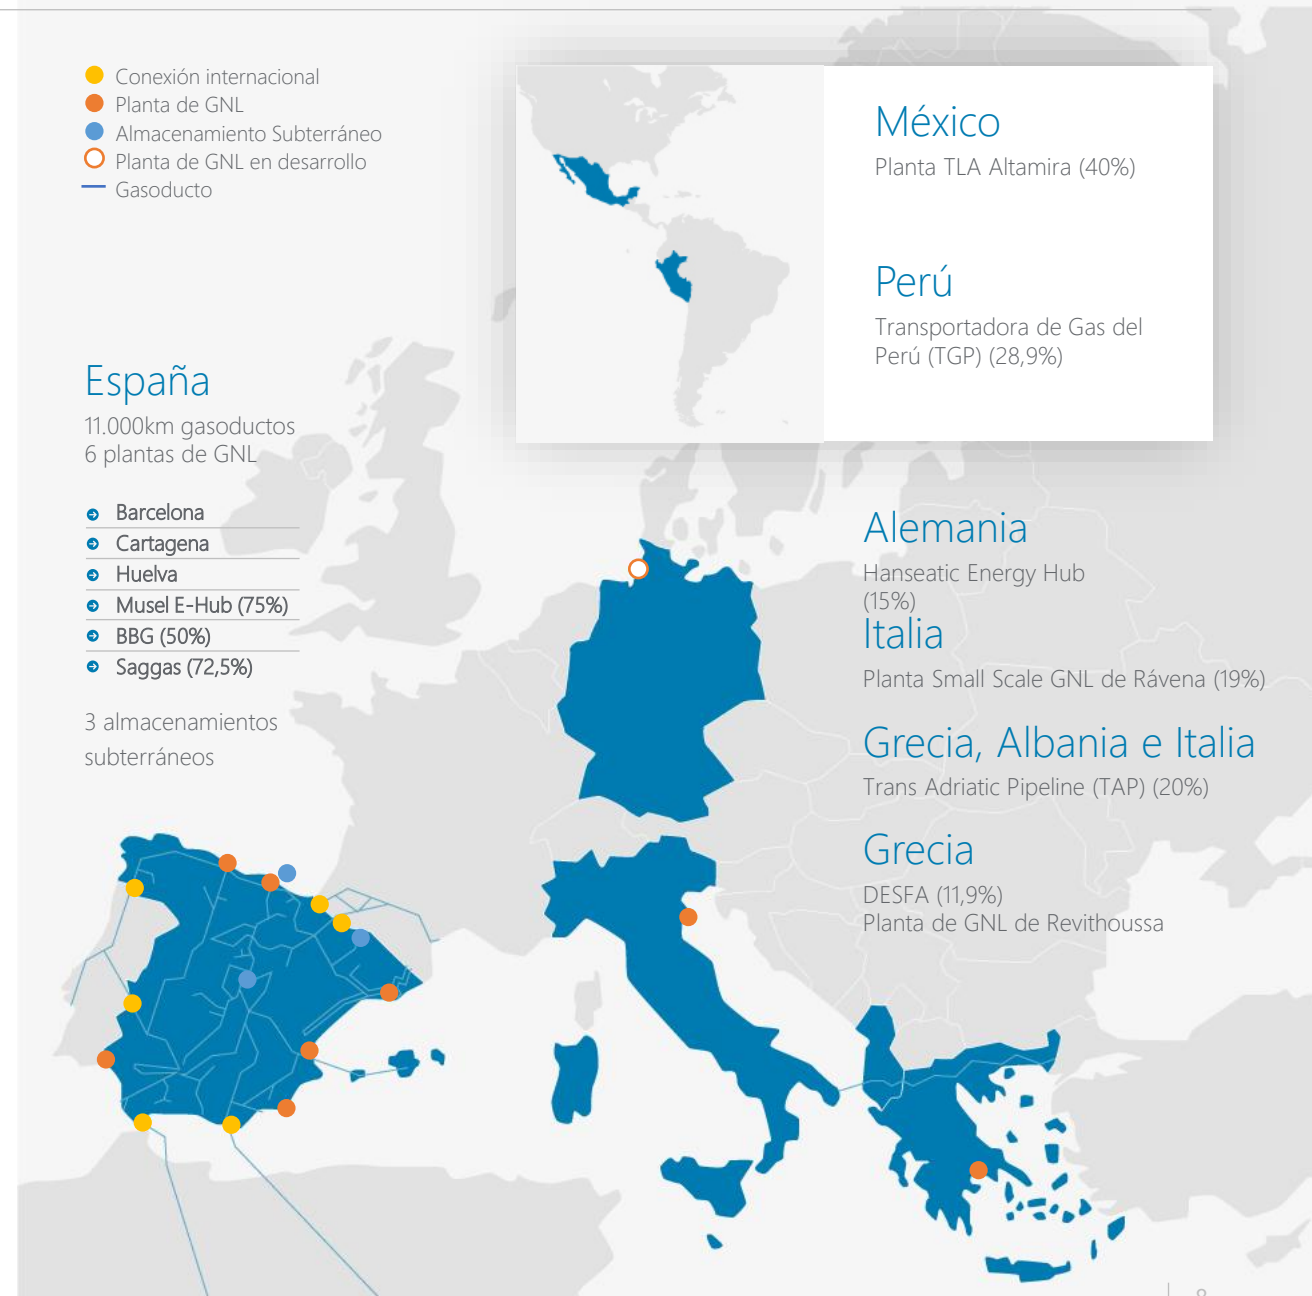 Conexión internacional
Planta de GNL
Almacenamiento Subterráneo
Planta de GNL en desarrollo
Gasoducto
México
Planta TLA Altamira (40%)
Perú
Transportadora de Gas del
Perú (TGP) (28,9%)
España
11.000km gasoductos
6 plantas de GNL
Barcelona
Cartagena
Huelva
Musel E-Hub (75%)
BBG (50%)
Saggas (72,5%)
3 almacenamientos
subterráneos
Alemania
Hanseatic Energy Hub
(15%)
Italia
Planta Small Scale GNL de Rávena (19%)
Grecia, Albania e Italia
Trans Adriatic Pipeline (TAP) (20%)
Grecia
DESFA (11,9%)
Planta de GNL de Revithoussa